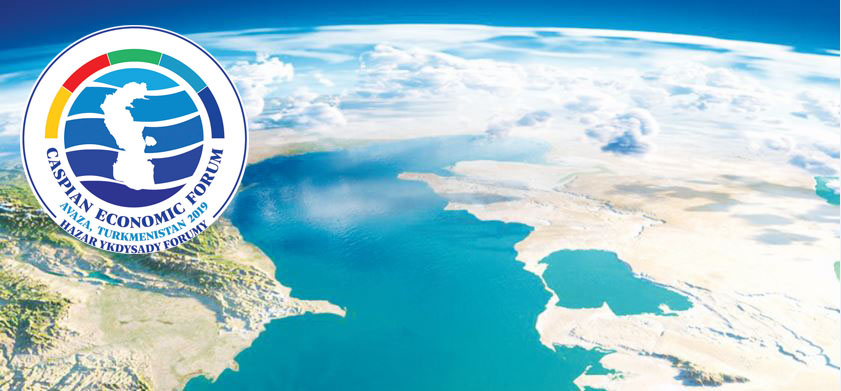 CASPIAN ECONOMIC FORUM
AVAZA, TURKMENISTAN 2019
HAZAR YKDYSADY FORUMY